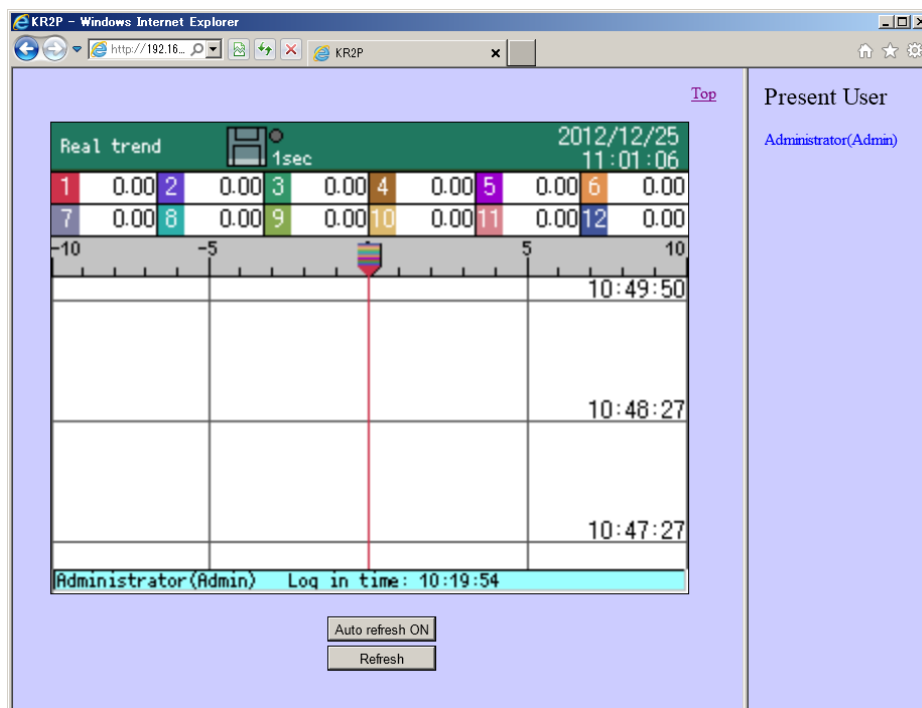 KR2P - Windows Internet Explorer
http://192.16... KR2P
Top
Present User
Administrator(Admin)
Real trend 1sec 2012/12/25
11:01:06
1 0.00 2 0.00 3 0.00 4 0.00 5 0.00 6 0.00
7 0.00 8 0.00 9 0.00 10 0.00 11 0.00 12 0.00
-10 -5 5 10
10:49:50
10:48:27
10:47:27
Administrator(Admin) Log in time: 10:19:54
Auto refresh ON
Refresh